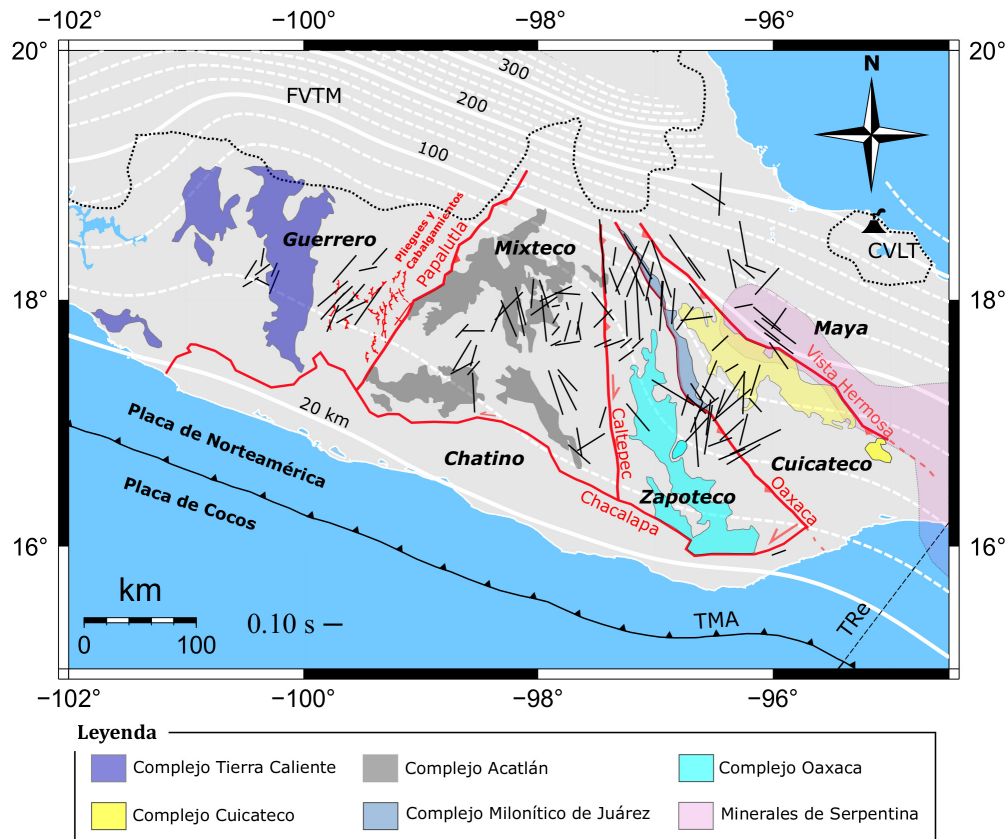 −102° −100° −98° −96°
20° 20°
300
N
FVTM
200
100
Pliegues y
Cabalgamientos
Guerrero
Papalutla
Mixteco
CVLT
18° 18°
Maya
Vista Hermosa
20 km
Placa de Norteamérica
Caltepec
Chatino
Cuicateco
Placa de Cocos
Zapoteco
Oaxaca
Chacalapa
16° 16°
km
0 100
0.10 s
TMA
TRe
−102° −100° −98° −96°
Leyenda
Complejo Tierra Caliente Complejo Acatlán Complejo Oaxaca
Complejo Cuicateco Complejo Milonítico de Juárez Minerales de Serpentina